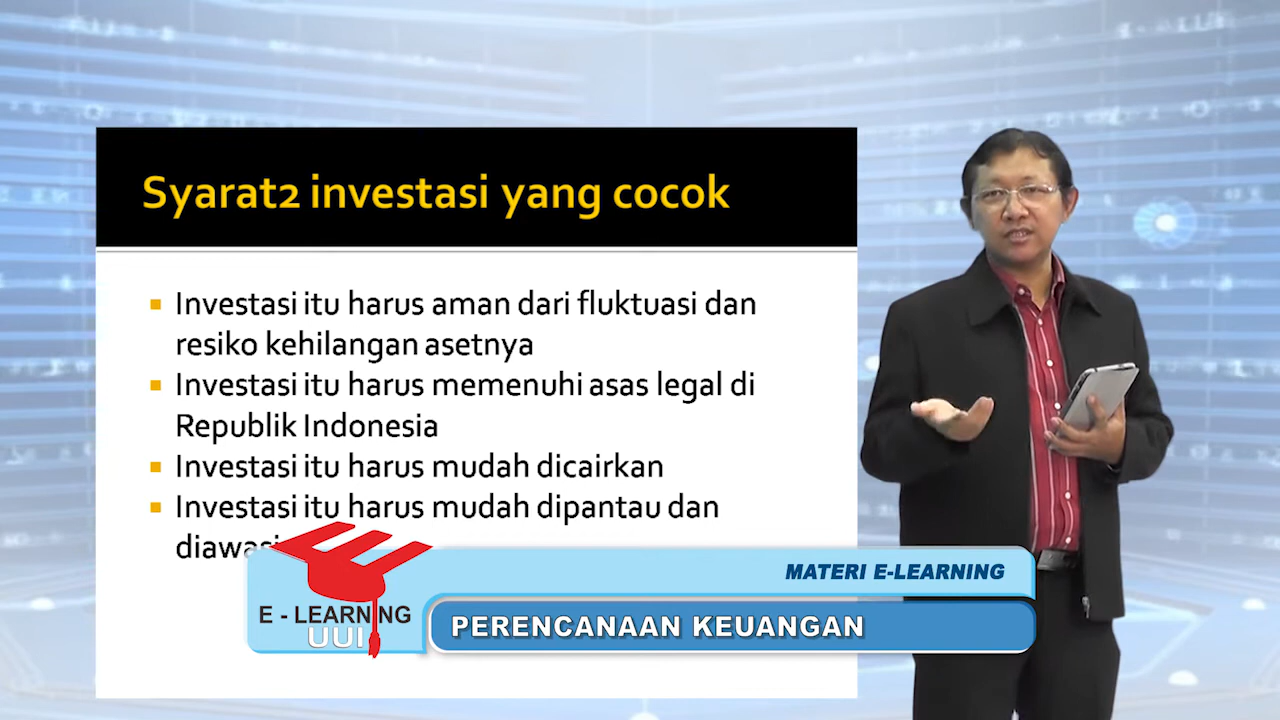 Syarat2 investasi yang cocok
Investasi itu harus aman dari fluktuasi dan
resiko kehilangan asetnya
Investasi itu harus memenuhi asas legal di
Republik Indonesia
Investasi itu harus mudah dicairkan
Investasi itu harus mudah dipantau dan
diawasi
MATERI E-LEARNING
E - LEARNING
UUI
PERENCANAAN KEUANGAN